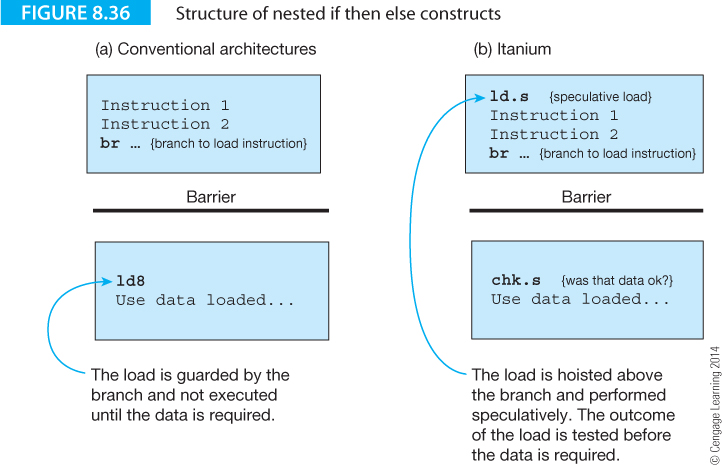 FIGURE 8.36 Structure of nested if then else constructs
(a) Conventional architectures
Instruction 1
Instruction 2
br … {branch to load instruction}
Barrier
ld8
Use data loaded...
The load is guarded by the
branch and not executed
until the data is required.
(b) Itanium
ld.s {speculative load}
Instruction 1
Instruction 2
br … {branch to load instruction}
Barrier
chk.s {was that data ok?}
Use data loaded...
The load is hoisted above
the branch and performed
speculatively. The outcome
of the load is tested before
the data is required.
© Cengage Learning 2014